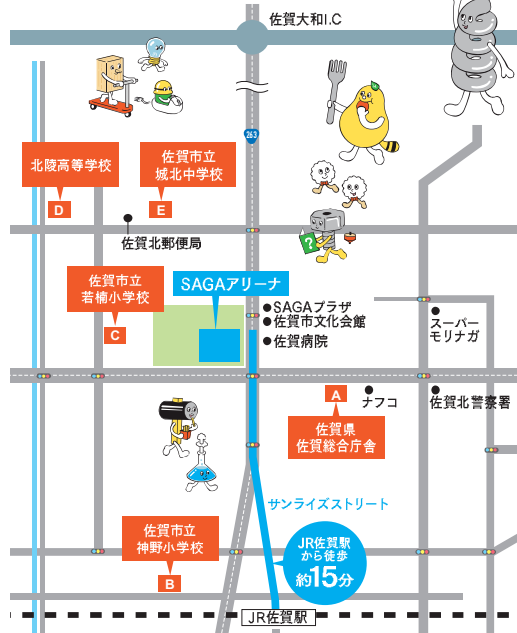 佐賀大和I.C
263
北陵高等学校
D
佐賀市立
城北中学校
E
佐賀北郵便局
?
佐賀市立
若楠小学校
C
SAGAアリーナ
SAGAプラザ
佐賀市文化会館
佐賀病院
スーパー
モリナガ
A
佐賀県
佐賀総合庁舎
ナフコ
佐賀北警察署
サンライズストリート
佐賀市立
神野小学校
B
JR佐賀駅
から徒歩
約15分
JR佐賀駅